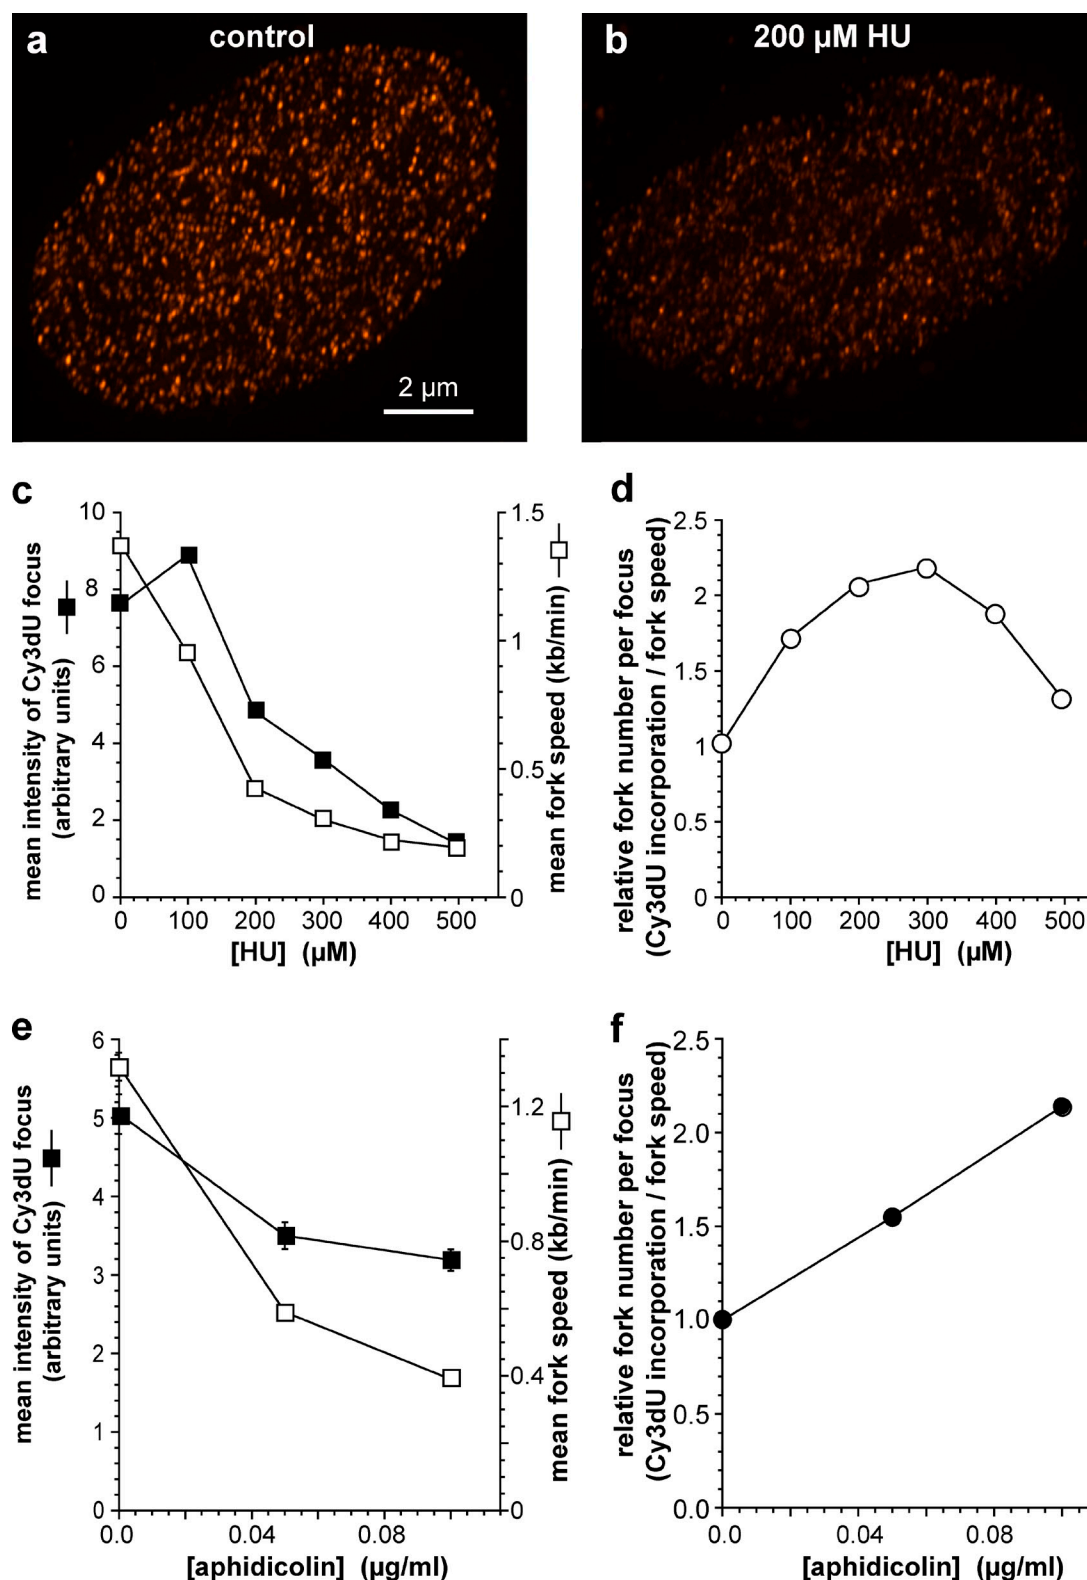 a
control
b
200 µM HU
2 µm
c
mean intensity of Cy3dU focus
(arbitrary units)
10
8
6
4
2
0
1.5
1
0.5
0
mean fork speed (kb/min)
0 100 200 300 400 500
[HU] (µM)
d
relative fork number per focus
(Cy3dU incorporation / fork speed)
2.5
2
1.5
1
0.5
0
0 100 200 300 400 500
[HU] (µM)
e
mean intensity of Cy3dU focus
(arbitrary units)
6
5
4
3
2
1
0
1.2
0.8
0.4
0
mean fork speed (kb/min)
0.0 0.04 0.08
[aphidicolin] (µg/ml)
f
relative fork number per focus
(Cy3dU incorporation / fork speed)
2.5
2.0
1.5
1.0
0.5
0.0
0.0 0.04 0.08
[aphidicolin] (µg/ml)